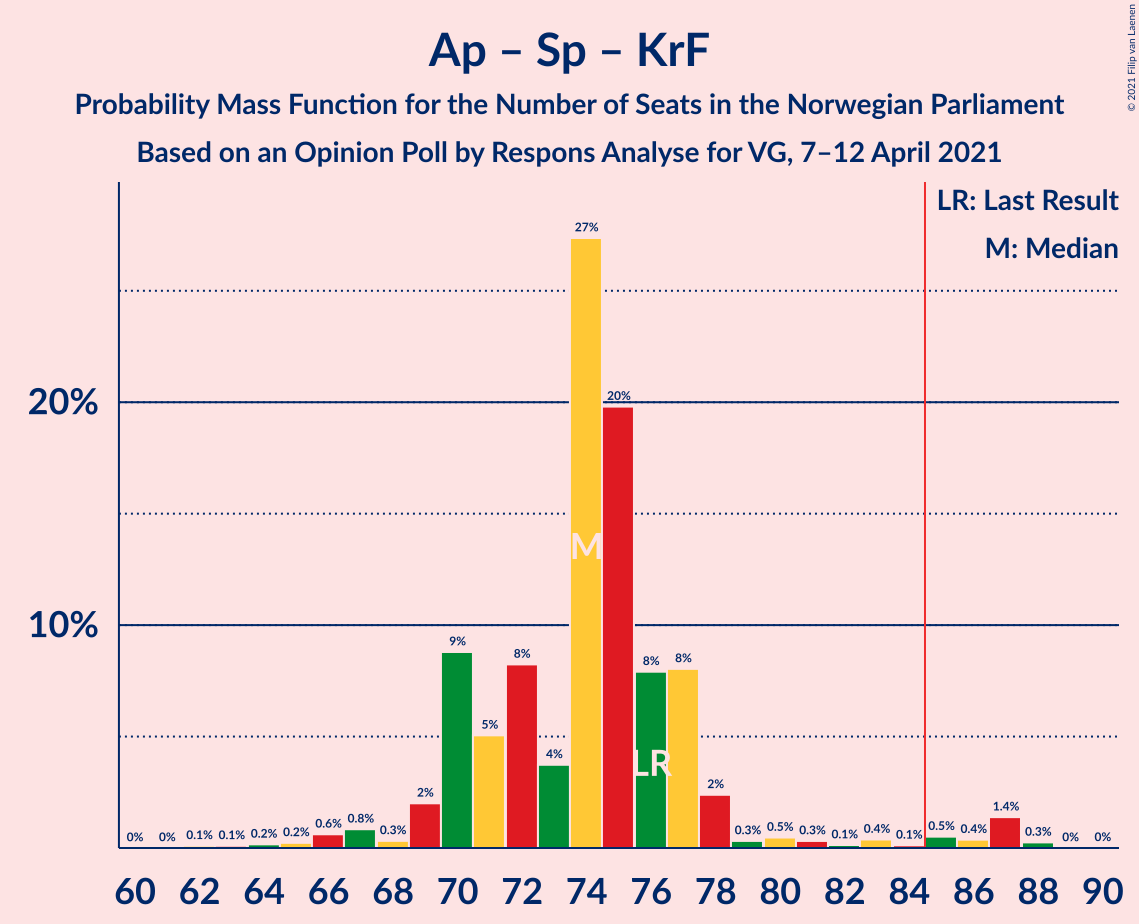 Ap – Sp – KrF
Probability Mass Function for the Number of Seats in the Norwegian Parliament
Based on an Opinion Poll by Respons Analyse for VG, 7–12 April 2021
© 2021 Filip van Laenen
LR: Last Result
M: Median
20%
10%
0% 0% 0.1% 0.1% 0.2% 0.2% 0.6% 0.8% 0.3% 2% 9% 5% 8% 4% 27% 20% 8% 8% 2% 0.3% 0.5% 0.3% 0.1% 0.4% 0.1% 0.5% 0.4% 1.4% 0.3% 0% 0%
M
LR
60 62 64 66 68 70 72 74 76 78 80 82 84 86 88 90